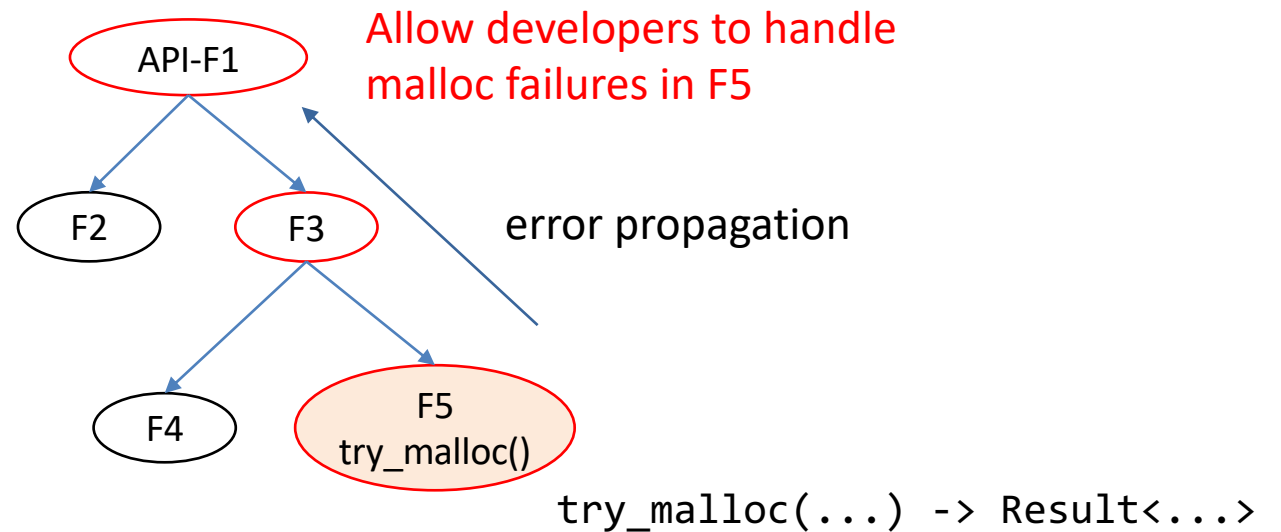 API-F1
Allow developers to handle
malloc failures in F5
F2
F3
error propagation
F4
F5
try_malloc()
try_malloc(...) -> Result<...>